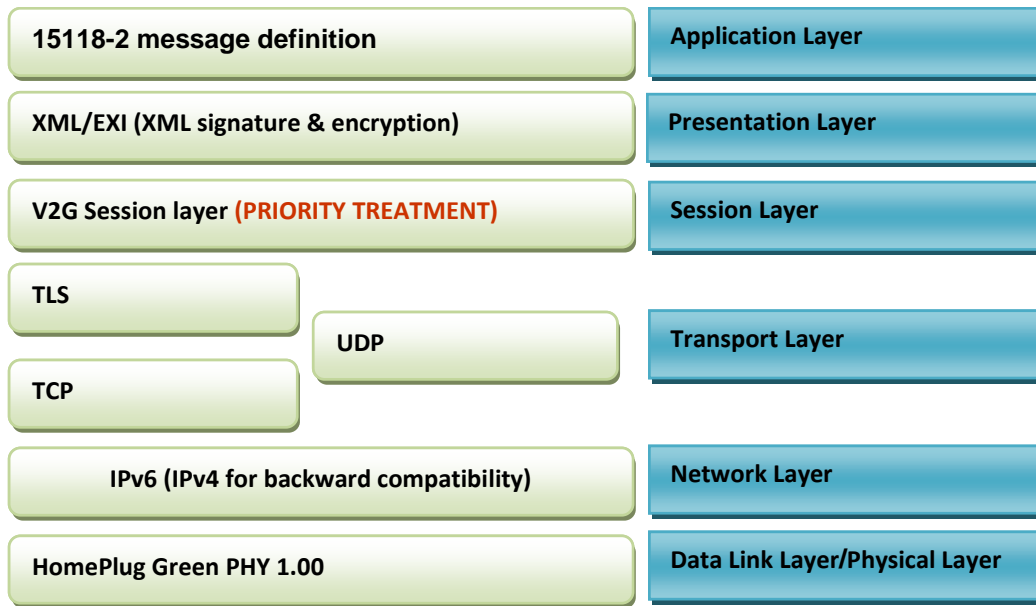 15118-2 message definition
Application Layer
XML/EXI (XML signature & encryption)
Presentation Layer
V2G Session layer (PRIORITY TREATMENT)
Session Layer
TLS
UDP
Transport Layer
TCP
IPv6 (IPv4 for backward compatibility)
Network Layer
HomePlug Green PHY 1.00
Data Link Layer/Physical Layer